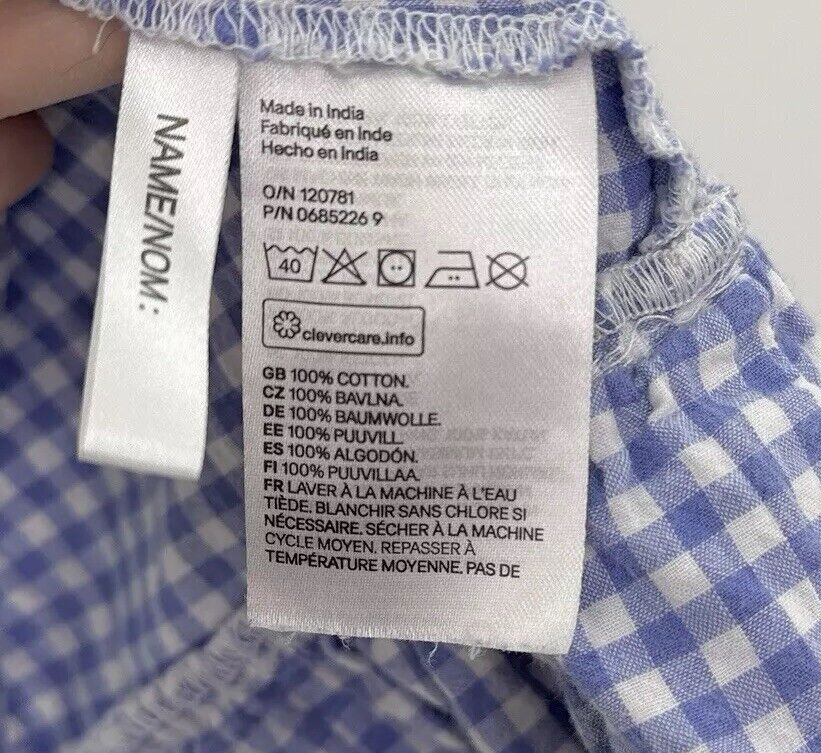 NAME/NOM:
Made in India
Fabriqué en Inde
Hecho en India
O/N 120781
P/N 0685226 9
40
clevercare.info
GB 100% COTTON.
CZ 100% BAVLNA.
DE 100% BAUMWOLLE.
EE 100% PUUVILL.
ES 100% ALGODÓN.
FI 100% PUUVILLAA.
FR LAVER À LA MACHINE À L'EAU
TIÈDE. BLANCHIR SANS CHLORE SI
NÉCESSAIRE. SÉCHER À LA MACHINE
CYCLE MOYEN. REPASSER À
TEMPÉRATURE MOYENNE. PAS DE